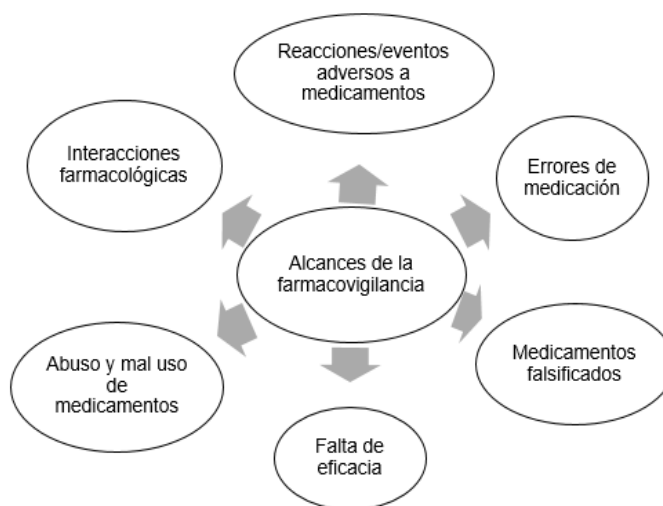 Reacciones/eventos
adversos a
medicamentos
Interacciones
farmacológicas
Errores de
medicación
Alcances de la
farmacovigilancia
Abuso y mal uso
de
medicamentos
Medicamentos
falsificados
Falta de
eficacia